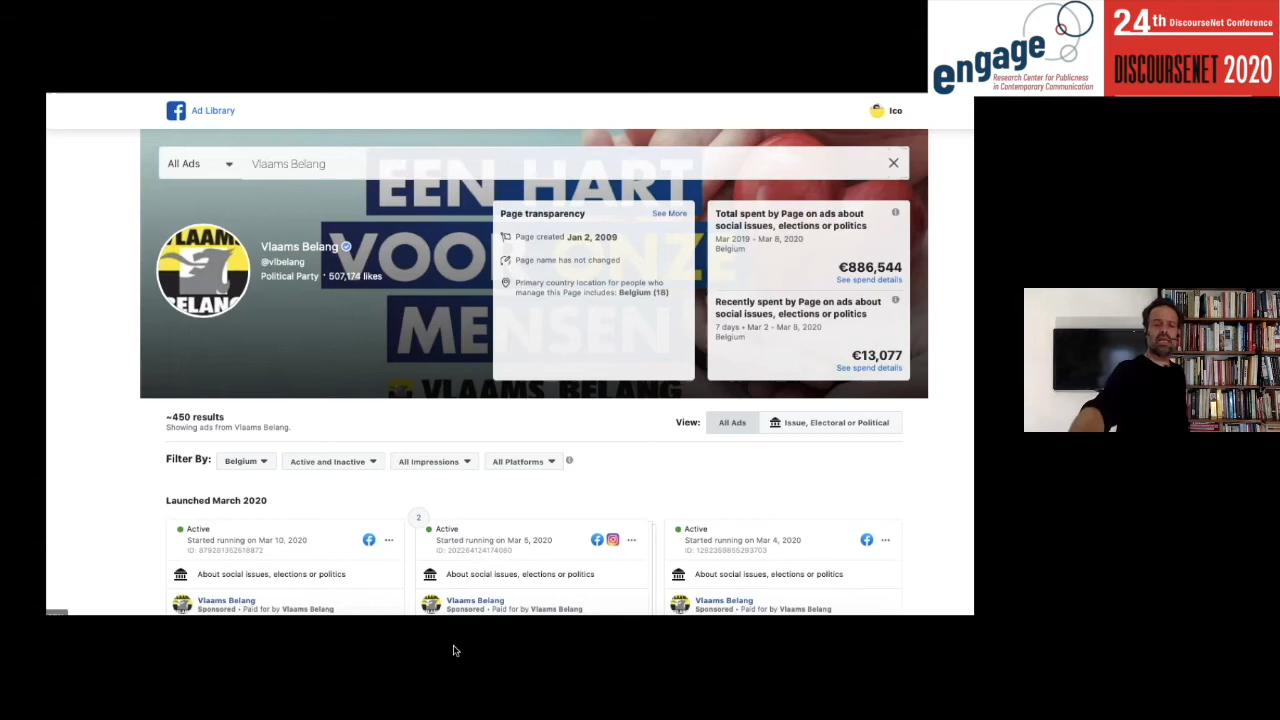 engage
Research Center for Publicness
in Contemporary Communication
24th DiscourseNet Conference
DISCOURSENET 2020
Ad Library
Ico
All Ads
Vlaams Belang
EEN HART
VOOR ONZE
MENSEN
VLAAMS BELANG
VLAAMS
BELANG
Vlaams Belang
@vlbelang
Political Party · 507,174 likes
Page transparency
See More
Page created Jan 2, 2009
Page name has not changed
Primary country location for people who
manage this Page includes: Belgium (18)
Total spent by Page on ads about
social issues, elections or politics
Mar 2019 - Mar 8, 2020
Belgium
€886,544
See spend details
Recently spent by Page on ads about
social issues, elections or politics
7 days • Mar 2 - Mar 8, 2020
Belgium
€13,077
See spend details
~450 results
Showing ads from Vlaams Belang.
View:
All Ads
Issue, Electoral or Political
Filter By:
Belgium
Active and Inactive
All Impressions
All Platforms
Launched March 2020
Active
Started running on Mar 10, 2020
ID: 879281352518872
About social issues, elections or politics
Vlaams Belang
Sponsored • Paid for by Vlaams Belang
2
Active
Started running on Mar 5, 2020
ID: 202264124174080
About social issues, elections or politics
Vlaams Belang
Sponsored • Paid for by Vlaams Belang
Active
Started running on Mar 4, 2020
ID: 1282359855293703
About social issues, elections or politics
Vlaams Belang
Sponsored • Paid for by Vlaams Belang